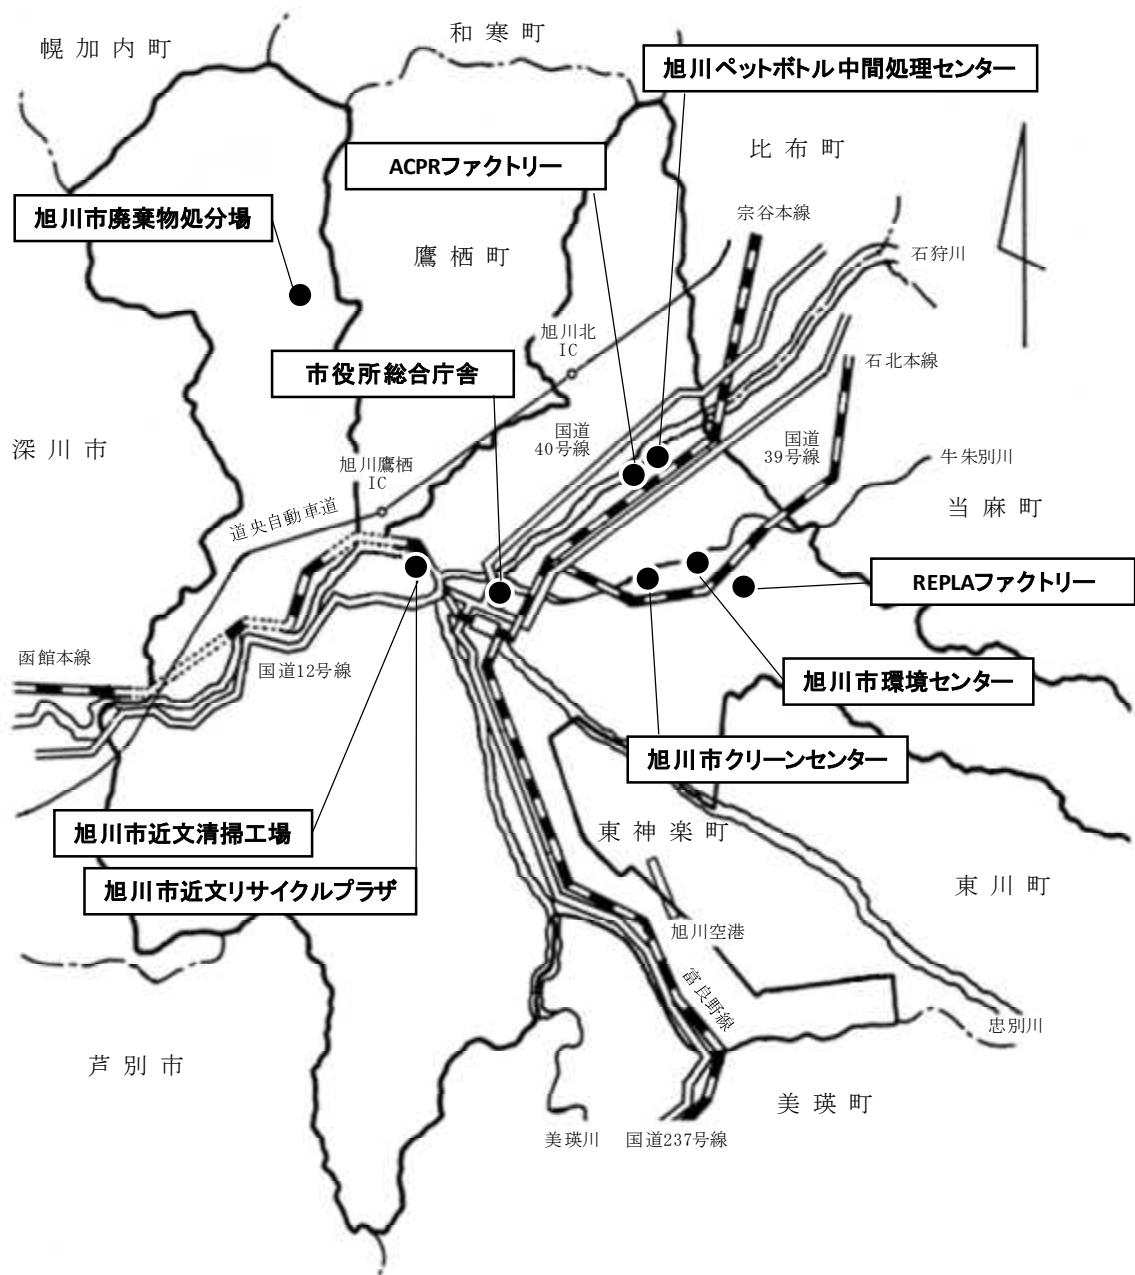 和寒町
幌加内町
旭川ペットボトル中間処理センター
比布町
ACPRファクトリー
旭川市廃棄物処分場
宗谷本線
鷹栖町
石狩川
旭川北
IC
石北本線
市役所総合庁舎
国道
40号線
国道
39号線
深川市
旭川鷹栖
IC
牛朱別川
当麻町
道央自動車道
REPLAファクトリー
函館本線
国道12号線
旭川市環境センター
旭川市クリーンセンター
旭川市近文清掃工場
東神楽町
旭川市近文リサイクルプラザ
東川町
旭川空港
富良野線
忠別川
芦別市
美瑛町
美瑛川
国道237号線